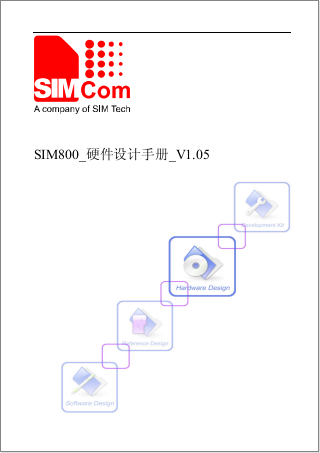 SIMCom
A company of SIM Tech
SIM800_硬件设计手册_V1.05
Development Kit
Hardware Design
Reference Design
Software Design